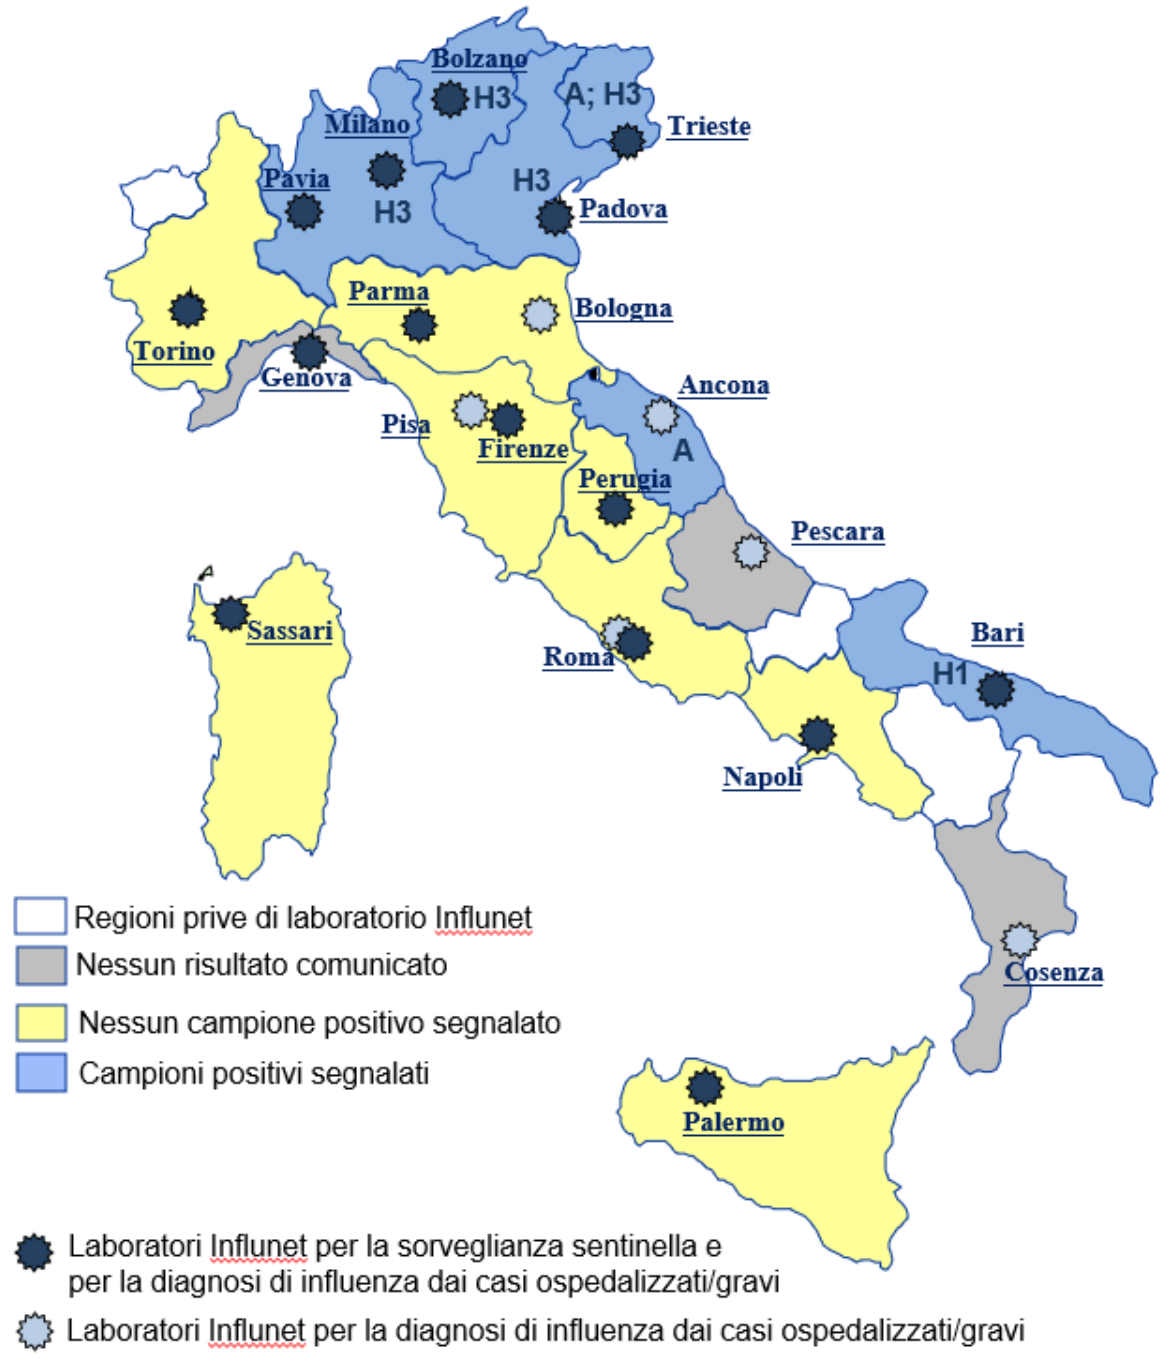 Bolzano
H3
A; H3
Milano
Trieste
Pavia
H3
H3
Padova
Parma
Bologna
Torino
Genova
Ancona
Pisa
Firenze
A
Perugia
Pescara
A
Sassari
Bari
Roma
H1
Napoli
Regioni prive di laboratorio Influnet
Nessun risultato comunicato
Cosenza
Nessun campione positivo segnalato
Campioni positivi segnalati
Palermo
Laboratori Influnet per la sorveglianza sentinella e
per la diagnosi di influenza dai casi ospedalizzati/gravi
Laboratori Influnet per la diagnosi di influenza dai casi ospedalizzati/gravi